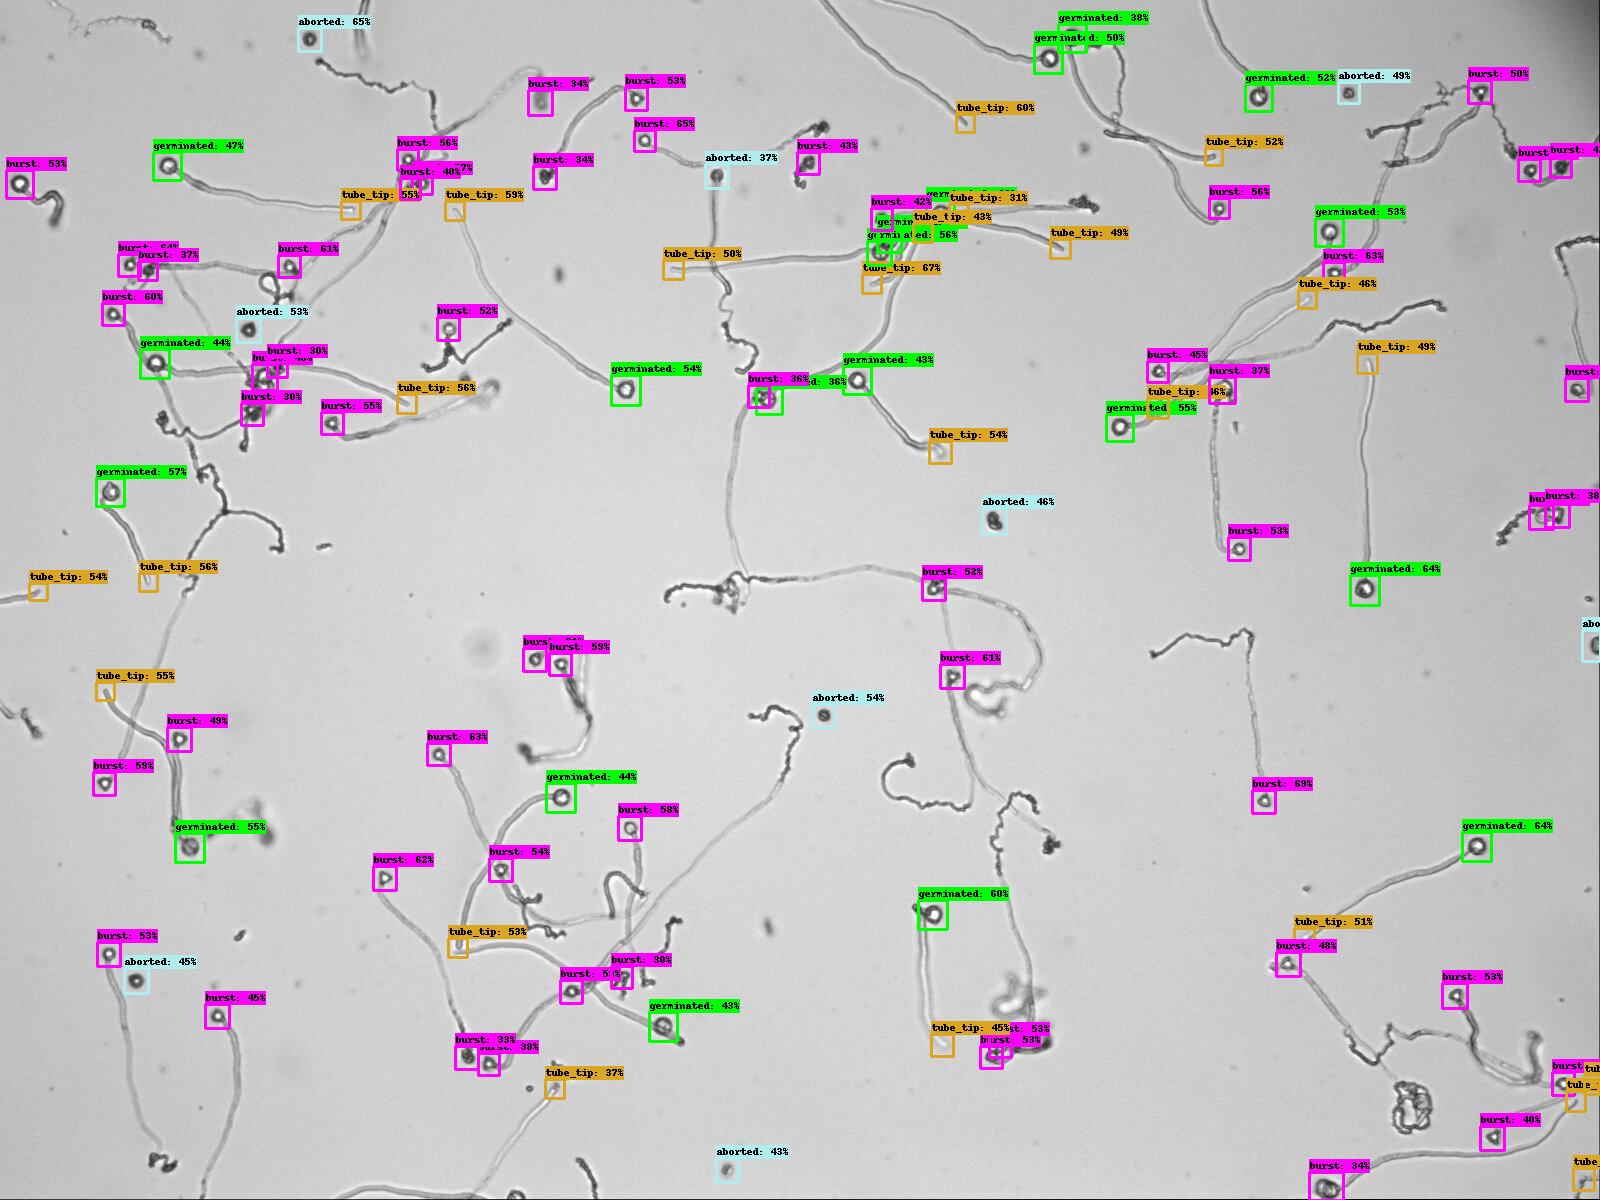 germinated: 38%
aborted: 65%
germinated: 50%
burst: 50%
aborted: 49%
germinated: 52%
burst: 53%
burst: 34%
tube_tip: 60%
burst: 65%
tube_tip: 52%
burst: 56%
germinated: 47%
burst: 43%
burst: 4
burst:
aborted: 37%
burst: 34%
burst: 53%
burst: 40%
burst: 56%
tube_tip: 55%
tube_tip: 59%
tube_tip: 31%
burst: 42%
germinated: 53%
tube_tip: 43%
tube_tip: 49%
germinated: 56%
burst: 37%
burst: 61%
tube_tip: 50%
burst: 63%
tube_tip: 67%
tube_tip: 46%
burst: 60%
aborted: 53%
burst: 52%
germinated: 44%
tube_tip: 49%
burst: 30%
burst: 45%
germinated: 43%
germinated: 54%
burst: 37%
burst:
burst: 36%
36%
tube_tip: 56%
tube_tip: 46%
burst: 30%
burst: 55%
germinated: 55%
tube_tip: 54%
germinated: 57%
burst: 38
aborted: 46%
burst: 53%
tube_tip: 56%
germinated: 64%
burst: 52%
tube_tip: 54%
abo
burst: 59%
burst: 61%
tube_tip: 55%
aborted: 54%
burst: 49%
burst: 63%
burst: 59%
germinated: 44%
burst: 69%
burst: 58%
germinated: 55%
germinated: 64%
burst: 54%
burst: 62%
germinated: 60%
tube_tip: 51%
tube_tip: 53%
burst: 53%
burst: 48%
aborted: 45%
burst: 30%
burst: 5
burst: 53%
burst: 45%
germinated: 43%
tube_tip: 45%
53%
burst: 33%
burst: 53%
burst: 38%
burst
tube_tip: 37%
tube_
burst: 40%
aborted: 43%
burst: 34%
tube_